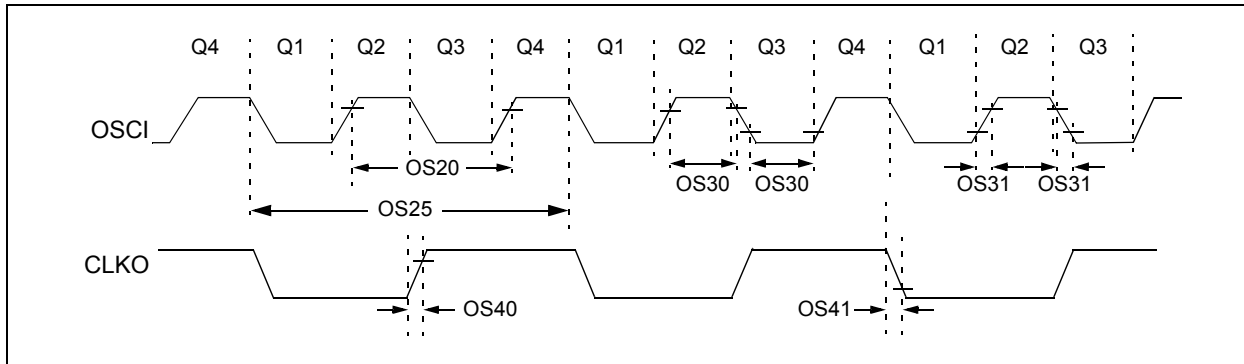 Q4 Q1 Q2 Q3 Q4 Q1 Q2 Q3 Q4 Q1 Q2 Q3
OSCI
OS20
OS30 OS30
OS31 OS31
OS25
CLKO
OS40
OS41